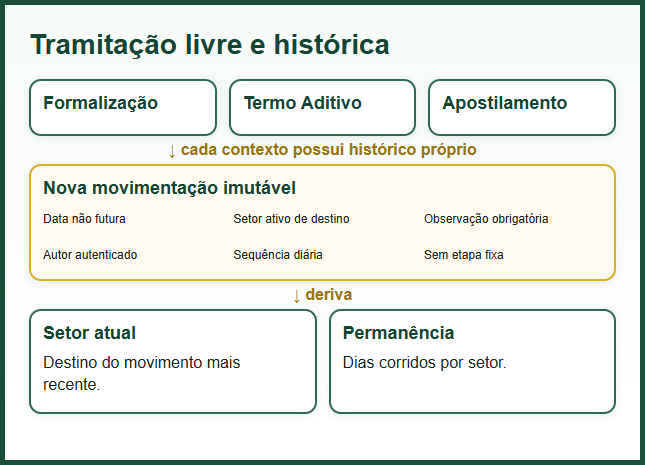 Tramitação livre e histórica
Formalização
Termo Aditivo
Apostilamento
↓ cada contexto possui histórico próprio
Nova movimentação imutável
Data não futura
Setor ativo de destino
Observação obrigatória
Autor autenticado
Sequência diária
Sem etapa fixa
↓ deriva
Setor atual
Destino do movimento mais
recente.
Permanência
Dias corridos por setor.